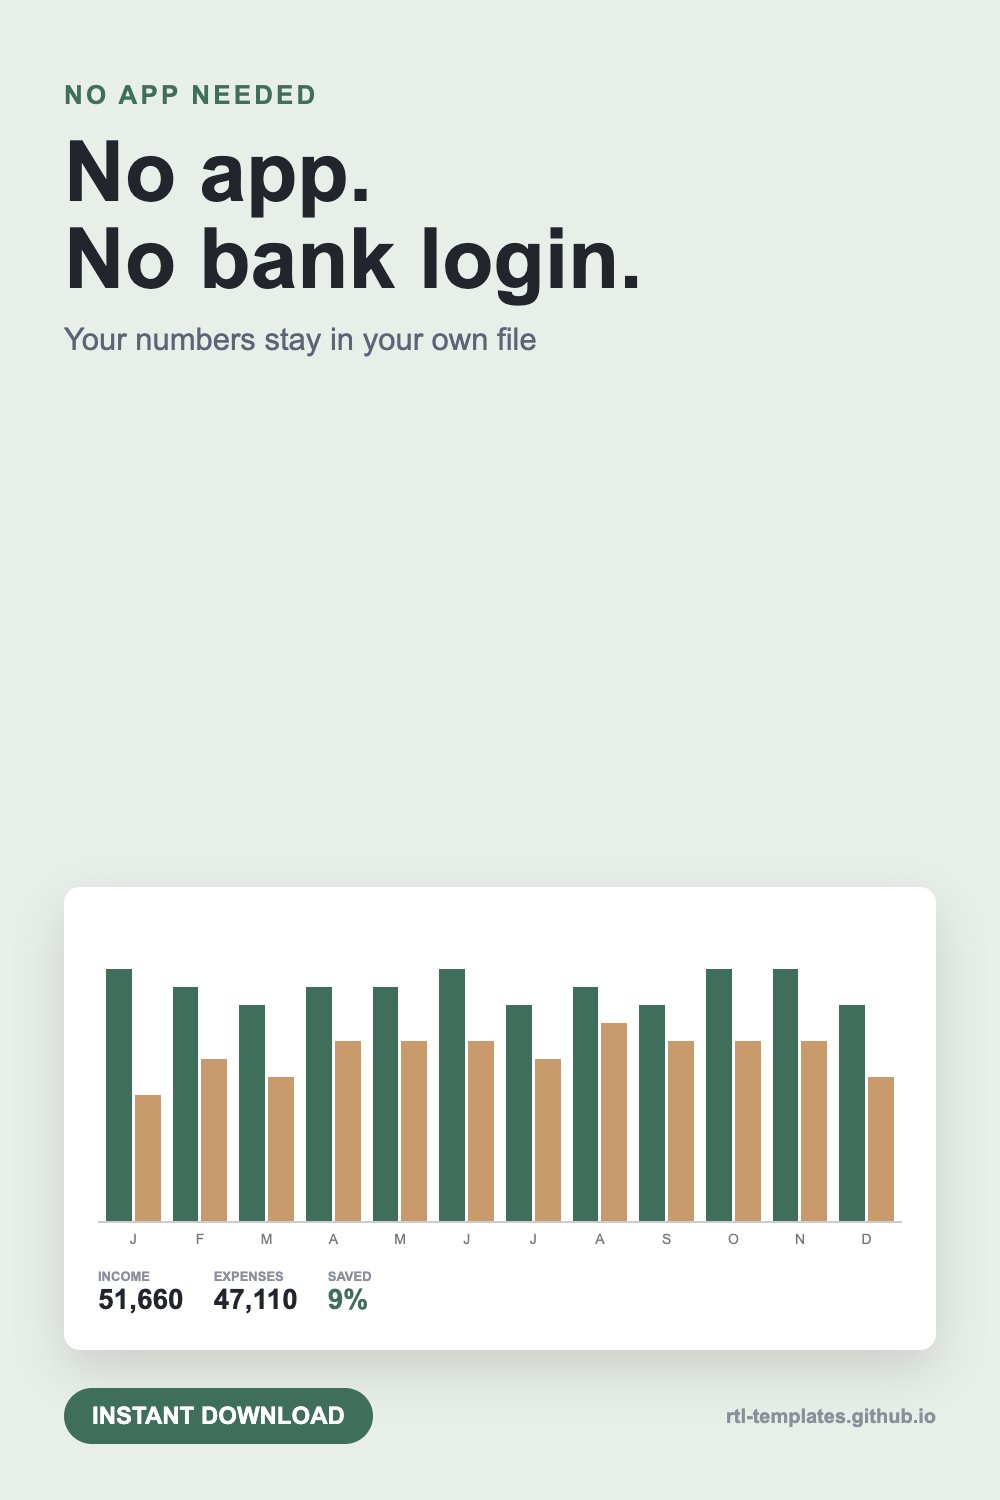 NO APP NEEDED
No app.
No bank login.
Your numbers stay in your own file
J F M A M J J A S O N D
INCOME EXPENSES SAVED
51,660 47,110 9%
INSTANT DOWNLOAD
rtl-templates.github.io